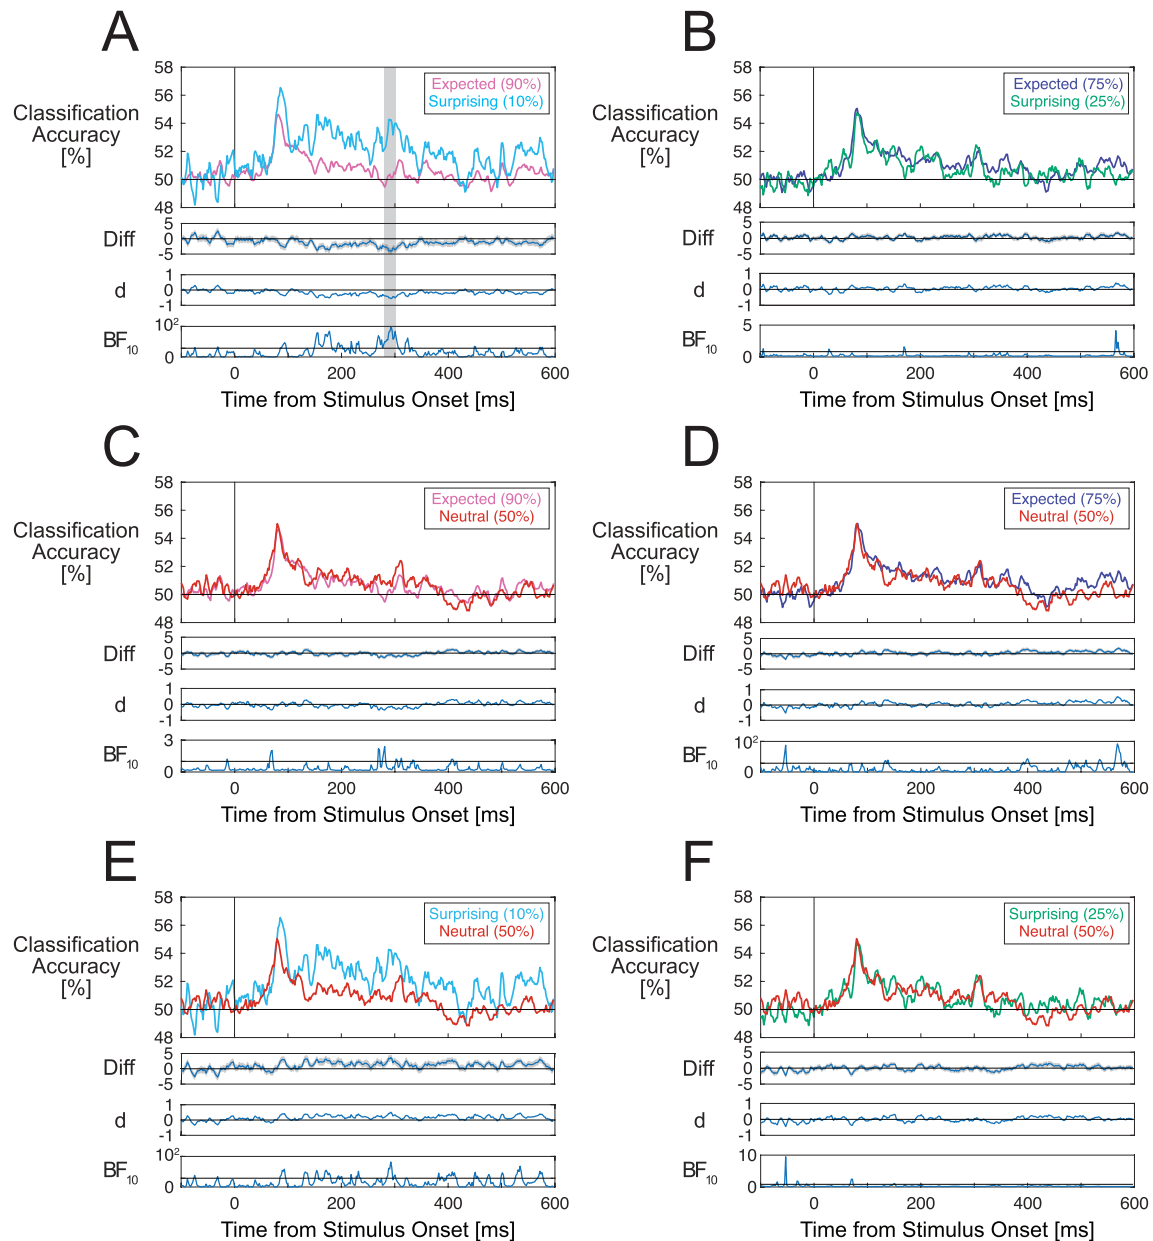 A
58
56
54
52
50
48
Classification
Accuracy
[%]
Expected (90%)
Surprising (10%)
Diff
5
0
-5
d
1
0
-1
BF10
10²
0
0 200 400 600
Time from Stimulus Onset [ms]
B
58
56
54
52
50
48
Classification
Accuracy
[%]
Expected (75%)
Surprising (25%)
Diff
5
0
-5
d
1
0
-1
BF10
5
0
0 200 400 600
Time from Stimulus Onset [ms]
C
58
56
54
52
50
48
Classification
Accuracy
[%]
Expected (90%)
Neutral (50%)
Diff
5
0
-5
d
1
0
-1
BF10
3
0
0 200 400 600
Time from Stimulus Onset [ms]
D
58
56
54
52
50
48
Classification
Accuracy
[%]
Expected (75%)
Neutral (50%)
Diff
5
0
-5
d
1
0
-1
BF10
10²
0
0 200 400 600
Time from Stimulus Onset [ms]
E
58
56
54
52
50
48
Classification
Accuracy
[%]
Surprising (10%)
Neutral (50%)
Diff
5
0
-5
d
1
0
-1
BF10
10²
0
0 200 400 600
Time from Stimulus Onset [ms]
F
58
56
54
52
50
48
Classification
Accuracy
[%]
Surprising (25%)
Neutral (50%)
Diff
5
0
-5
d
1
0
-1
BF10
10
0
0 200 400 600
Time from Stimulus Onset [ms]